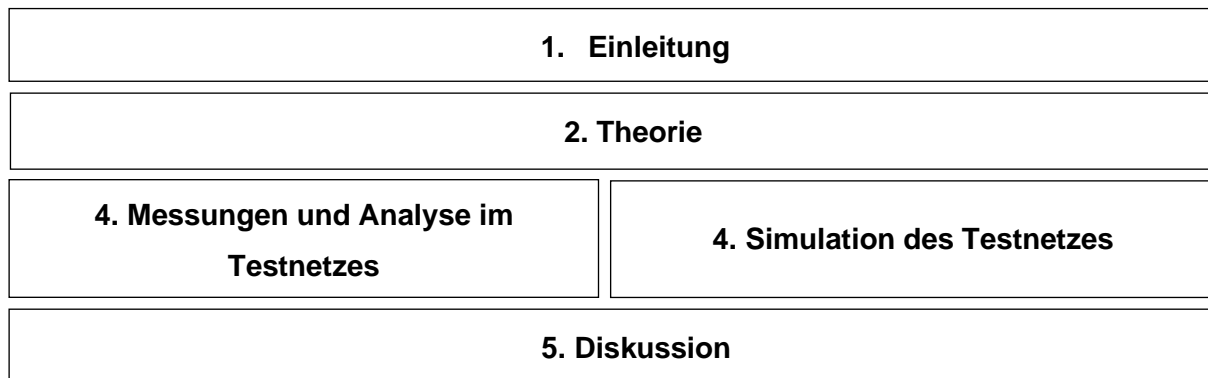 1. Einleitung
2. Theorie
4. Messungen und Analyse im
Testnetzes
4. Simulation des Testnetzes
5. Diskussion